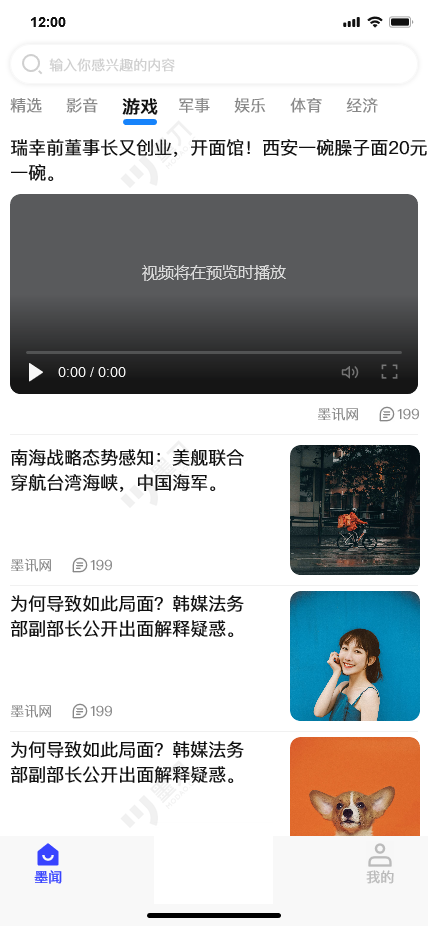 12:00
输入你感兴趣的内容
精选 影音 游戏 军事 娱乐 体育 经济
瑞幸前董事长又创业，开面馆！西安一碗臊子面20元
一碗。
视频将在预览时播放
0:00 / 0:00
墨讯网 199
南海战略态势感知：美舰联合
穿航台湾海峡，中国海军。
墨讯网 199
为何导致如此局面？韩媒法务
部副部长公开出面解释疑惑。
墨讯网 199
为何导致如此局面？韩媒法务
部副部长公开出面解释疑惑。
墨闻 我的